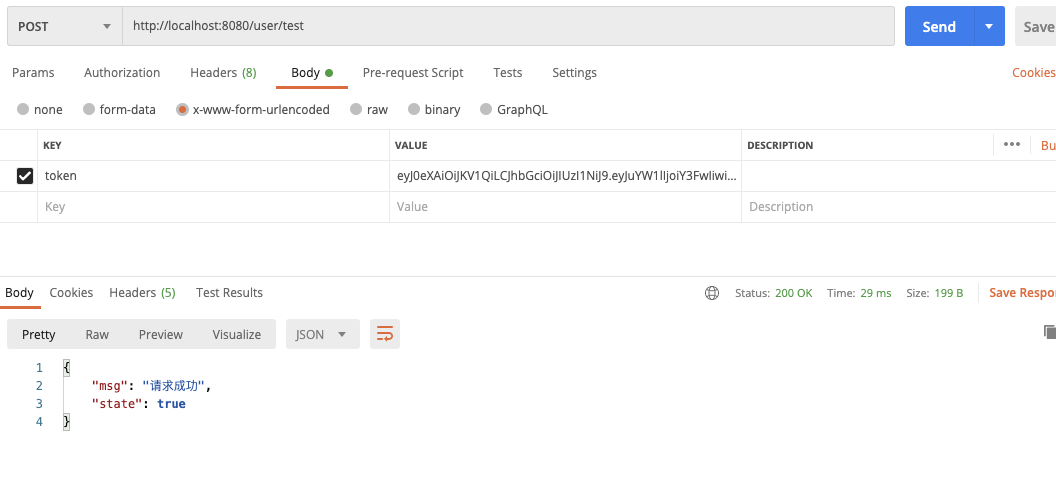 POST http://localhost:8080/user/test Send Save
Params Authorization Headers (8) Body Pre-request Script Tests Settings Cookies
none form-data x-www-form-urlencoded raw binary GraphQL
KEY VALUE DESCRIPTION ••• Bu
token eyJ0eXAiOiJKV1QiLCJhbGciOiJIUzI1NiJ9.eyJuYW1lIjoiY3Fwliwi...
Key Value Description
Body Cookies Headers (5) Test Results Status: 200 OK Time: 29 ms Size: 199 B Save Respor
Pretty Raw Preview Visualize JSON
1 {
2 "msg": "请求成功",
3 "state": true
4 }